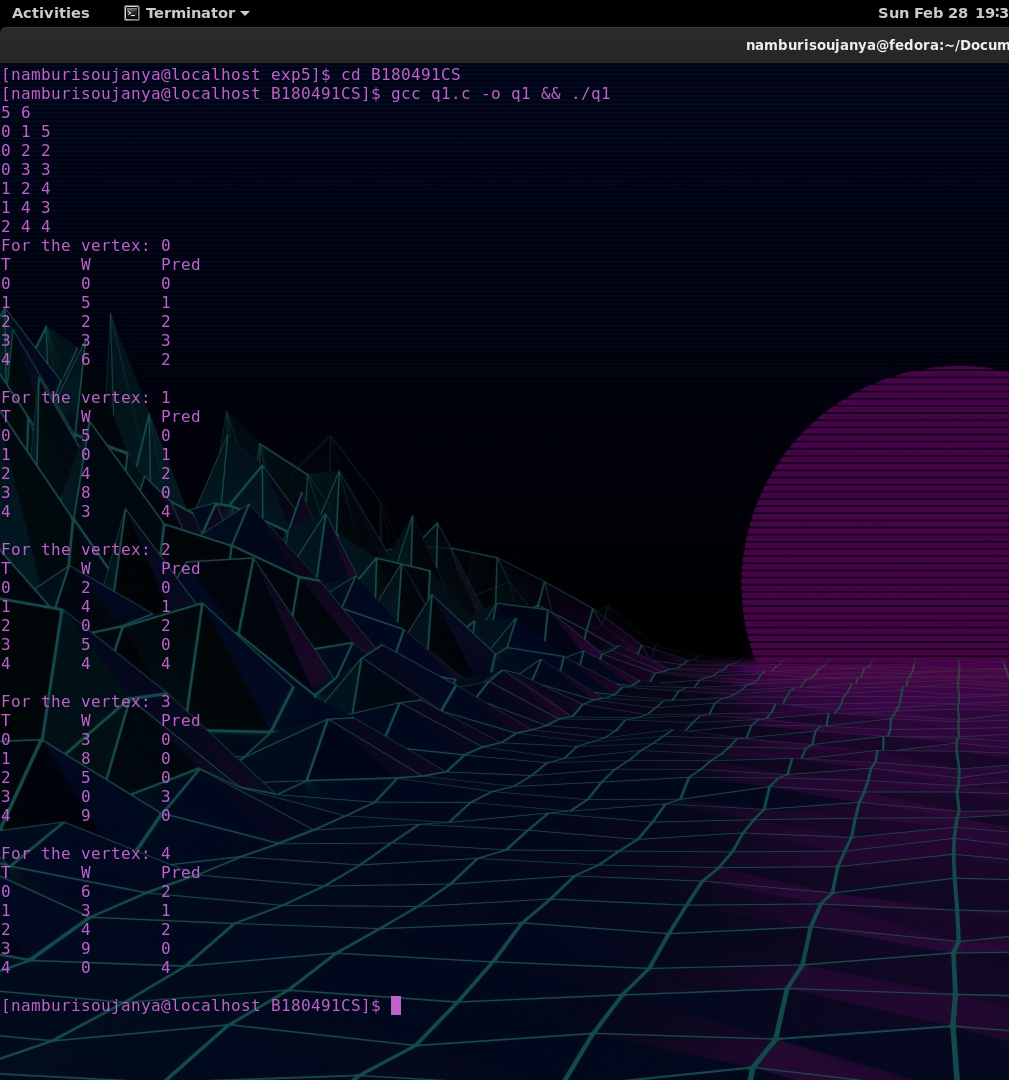 Activities Terminator Sun Feb 28 19:3
namburisoujanya@fedora:~/Docum
[namburisoujanya@localhost exp5]$ cd B180491CS
[namburisoujanya@localhost B180491CS]$ gcc q1.c -o q1 && ./q1
5 6
0 1 5
0 2 2
0 3 3
1 2 4
1 4 3
2 4 4
For the vertex: 0
T W Pred
0 0 0
1 5 1
2 2 2
3 3 3
4 6 2
For the vertex: 1
T W Pred
0 5 0
1 0 1
2 4 2
3 8 0
4 3 4
For the vertex: 2
T W Pred
0 2 0
1 4 1
2 0 2
3 5 0
4 4 4
For the vertex: 3
T W Pred
0 3 0
1 8 0
2 5 0
3 0 3
4 9 0
For the vertex: 4
T W Pred
0 6 2
1 3 1
2 4 2
3 9 0
4 0 4
[namburisoujanya@localhost B180491CS]$